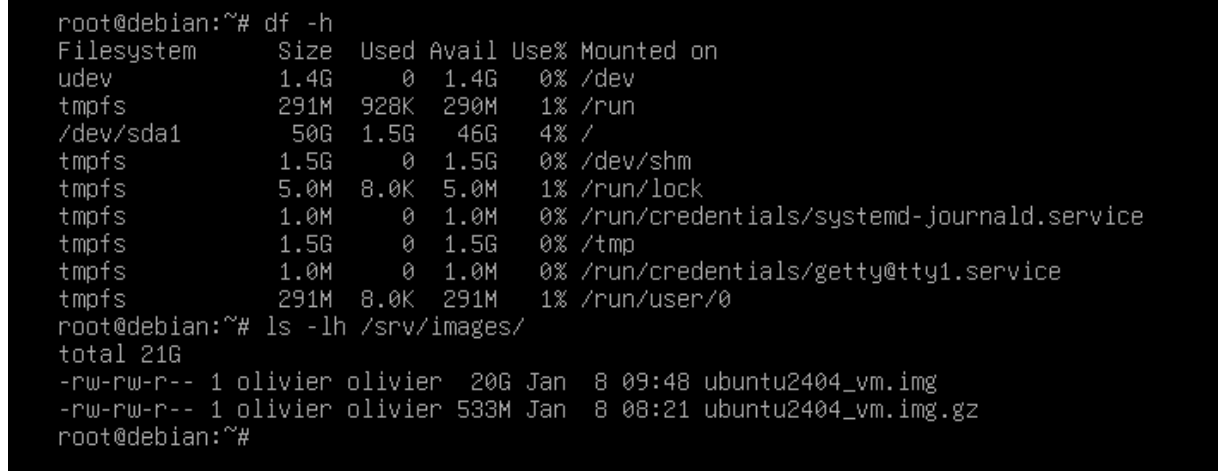 root@debian:~# df -h
Filesystem      Size  Used Avail Use% Mounted on
udev            1.4G     0  1.4G   0% /dev
tmpfs           291M  928K  290M   1% /run
/dev/sda1        50G  1.5G   46G   4% /
tmpfs           1.5G     0  1.5G   0% /dev/shm
tmpfs           5.0M  8.0K  5.0M   1% /run/lock
tmpfs           1.0M     0  1.0M   0% /run/credentials/systemd-journald.service
tmpfs           1.5G     0  1.5G   0% /tmp
tmpfs           1.0M     0  1.0M   0% /run/credentials/getty@tty1.service
tmpfs           291M  8.0K  291M   1% /run/user/0
root@debian:~# ls -lh /srv/images/
total 21G
-rw-rw-r-- 1 olivier olivier  20G Jan  8 09:48 ubuntu2404_vm.img
-rw-rw-r-- 1 olivier olivier 533M Jan  8 08:21 ubuntu2404_vm.img.gz
root@debian:~#